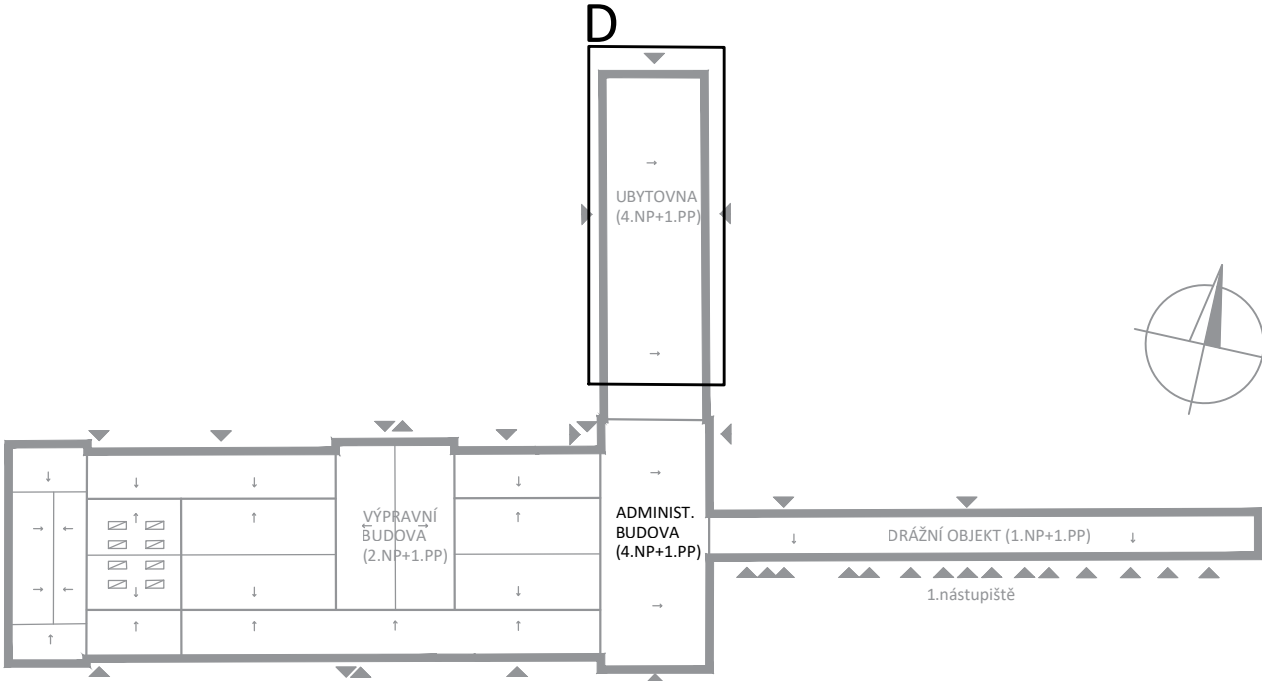 D
UBYTOVNA
(4.NP+1.PP)
VÝPRAVNÍ
BUDOVA
(2.NP+1.PP)
ADMINIST.
BUDOVA
(4.NP+1.PP)
DRÁŽNÍ OBJEKT (1.NP+1.PP)
1.nástupiště